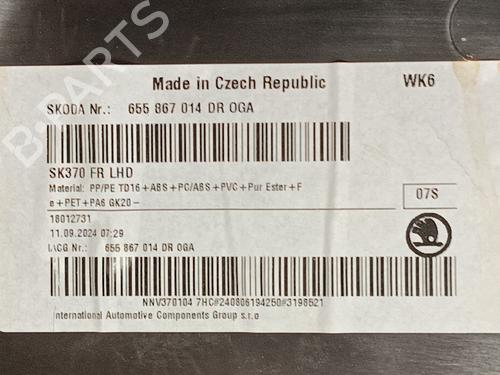 Made in Czech Republic
WK6
SKODA Nr.: 655 867 014 DR OGA
SK370 FR LHD
Material: PP/PE TD16+ABS+PC/ABS+PVC+Pur Ester+F
e+PET+PA6 GK20-
07S
18012731
11.09.2024 07:29
IACG Nr.: 655 867 014 DR OGA
NNV370104 7HC#240806194250#3198521
International Automotive Components Group s.r.o
B-PARTS